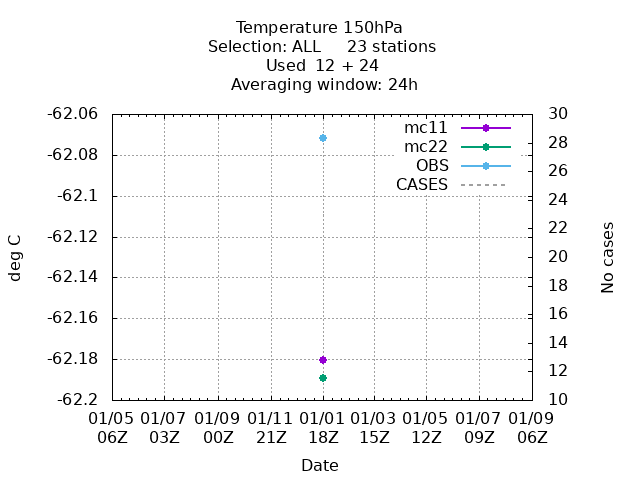 Temperature 150hPa
Selection: ALL     23 stations
Used  12 + 24
Averaging window: 24h
-62.06
-62.08
-62.1
-62.12
-62.14
-62.16
-62.18
-62.2
deg C
mc11
mc22
OBS
CASES
30
28
26
24
22
20
18
16
14
12
10
No cases
01/05 01/07 01/09 01/11 01/01 01/03 01/05 01/07 01/09
06Z 03Z 00Z 21Z 18Z 15Z 12Z 09Z 06Z
Date